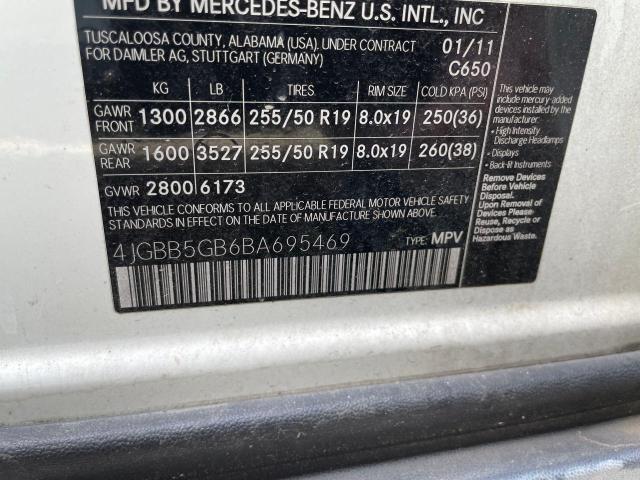 MFD BY MERCEDES-BENZ U.S. INTL., INC
TUSCALOOSA COUNTY, ALABAMA (USA). UNDER CONTRACT 01/11
FOR DAIMLER AG, STUTTGART (GERMANY) C650
KG LB TIRES RIM SIZE COLD KPA (PSI)
GAWR FRONT 1300 2866 255/50 R19 8.0x19 250(36)
GAWR REAR 1600 3527 255/50 R19 8.0x19 260(38)
GVWR 2800 6173
THIS VEHICLE CONFORMS TO ALL APPLICABLE FEDERAL MOTOR VEHICLE SAFETY
STANDARDS IN EFFECT ON THE DATE OF MANUFACTURE SHOWN ABOVE.
4JGBB5GB6BA695469 TYPE: MPV
This vehicle may
include mercury-added
devices installed by the
manufacturer:
- High Intensity
Discharge Headlamps
- Displays
- Back-lit Instruments
Remove Devices
Before Vehicle
Disposal.
Upon Removal of Devices
Please Reuse, Recycle or
Dispose as
Hazardous Waste.